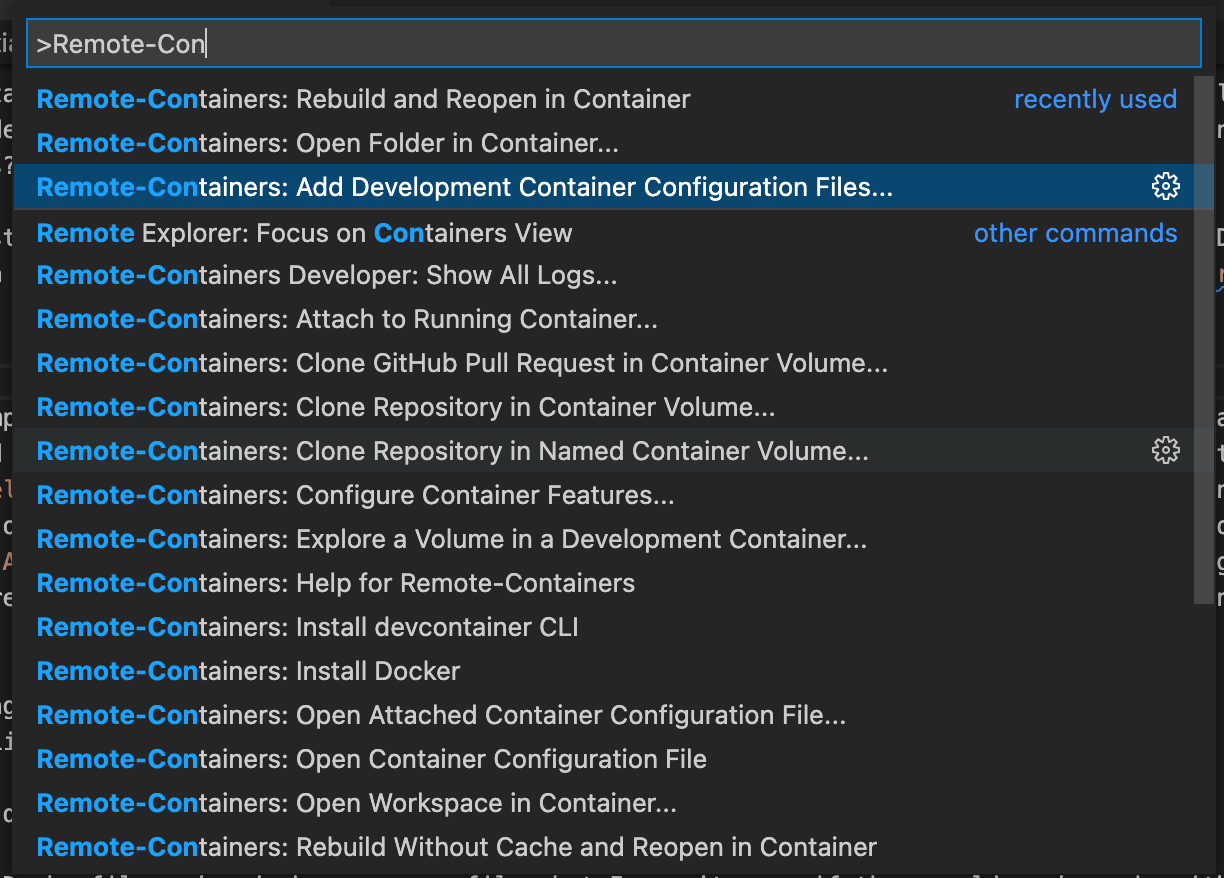 >Remote-Con
Remote-Containers: Rebuild and Reopen in Container recently used
Remote-Containers: Open Folder in Container...
Remote-Containers: Add Development Container Configuration Files...
Remote Explorer: Focus on Containers View other commands
Remote-Containers Developer: Show All Logs...
Remote-Containers: Attach to Running Container...
Remote-Containers: Clone GitHub Pull Request in Container Volume...
Remote-Containers: Clone Repository in Container Volume...
Remote-Containers: Clone Repository in Named Container Volume...
Remote-Containers: Configure Container Features...
Remote-Containers: Explore a Volume in a Development Container...
Remote-Containers: Help for Remote-Containers
Remote-Containers: Install devcontainer CLI
Remote-Containers: Install Docker
Remote-Containers: Open Attached Container Configuration File...
Remote-Containers: Open Container Configuration File
Remote-Containers: Open Workspace in Container...
Remote-Containers: Rebuild Without Cache and Reopen in Container